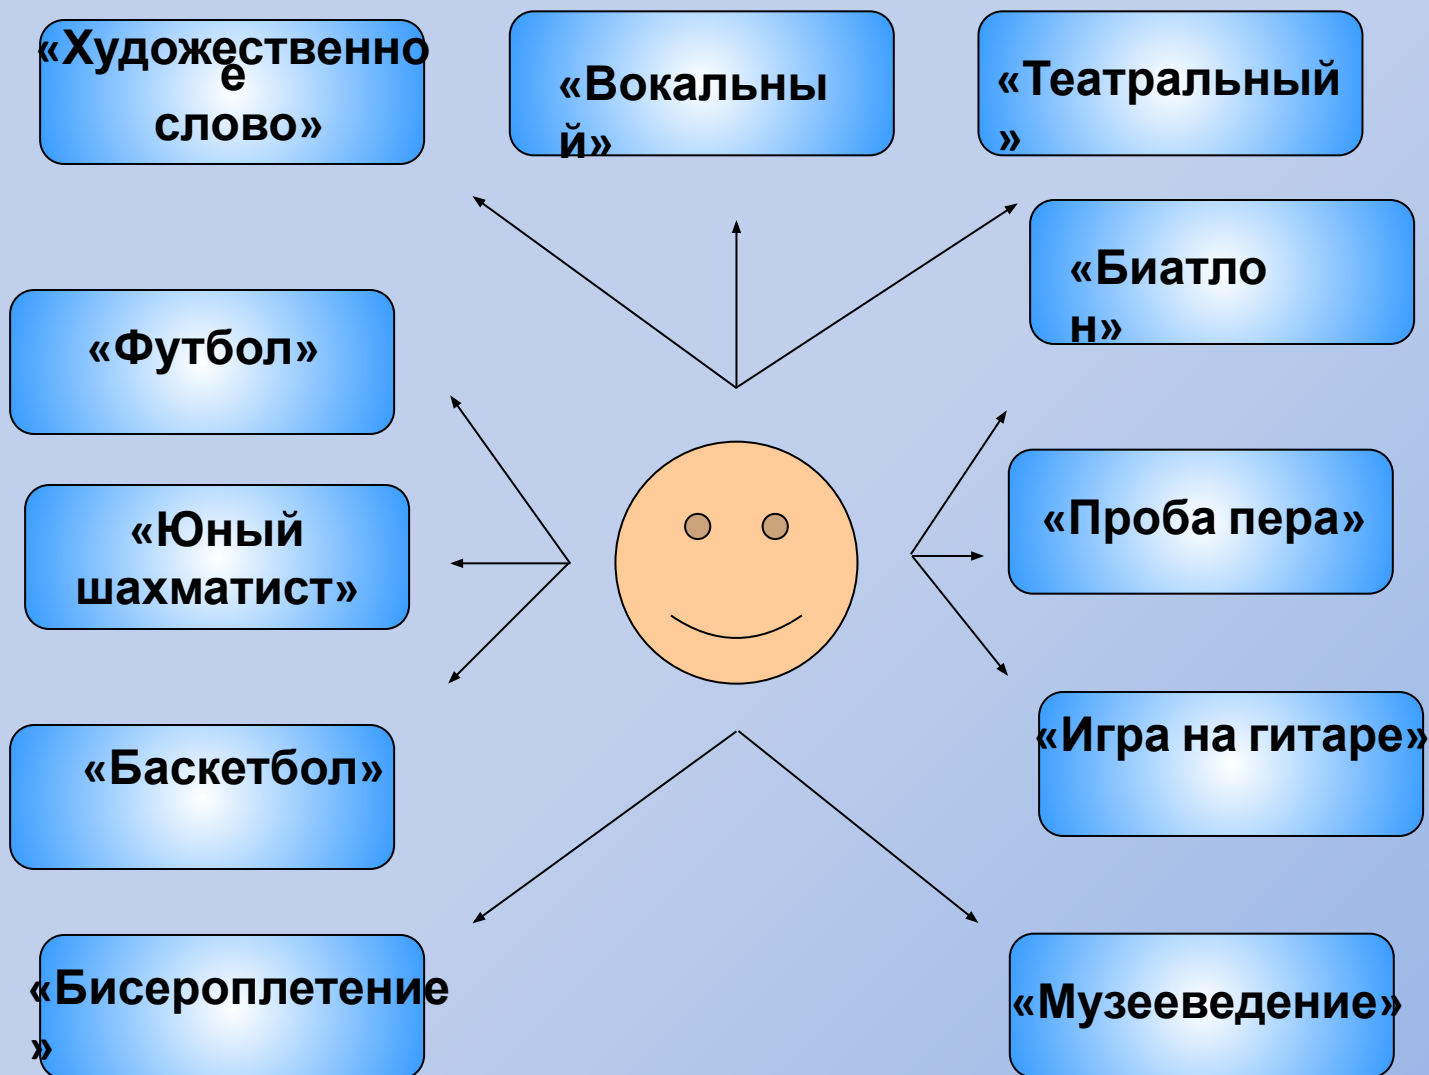 «Художественно
е
слово»
«Вокальны
й»
«Театральный
»
«Биатло
н»
«Футбол»
«Юный
шахматист»
«Проба пера»
«Баскетбол»
«Игра на гитаре»
«Бисероплетение
»
«Музееведение»